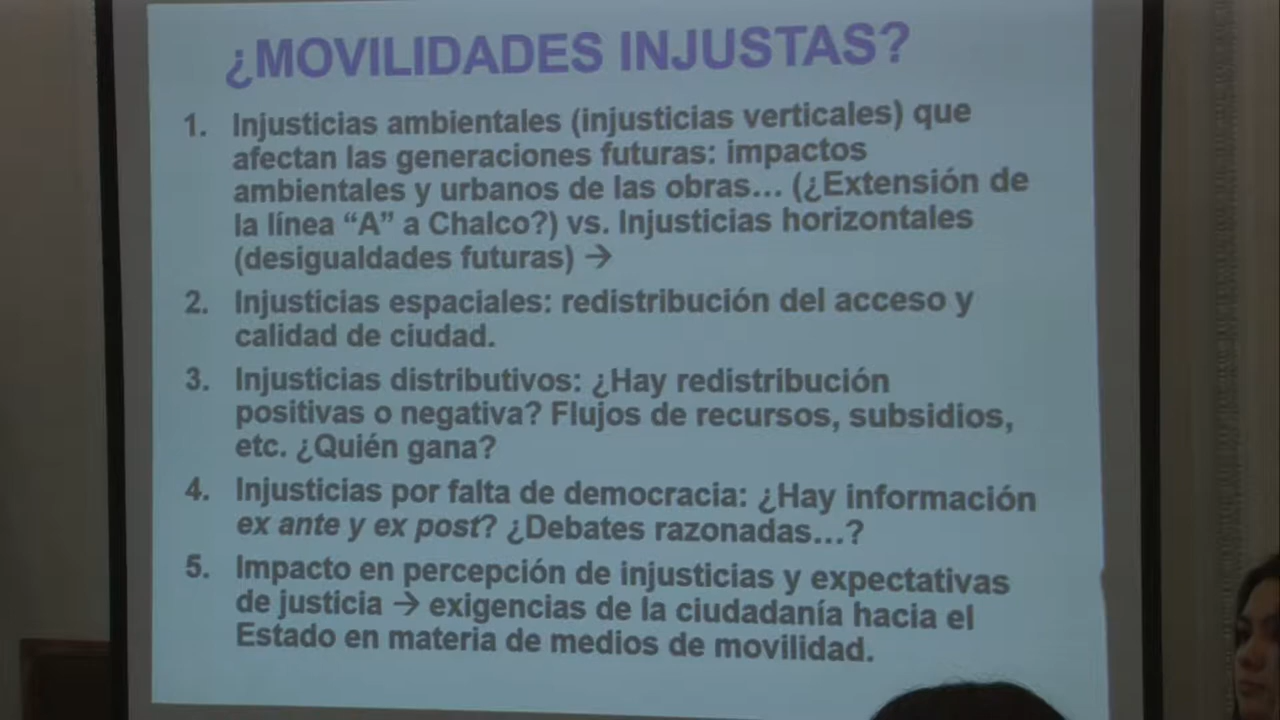 ¿MOVILIDADES INJUSTAS?
1. Injusticias ambientales (injusticias verticales) que
afectan las generaciones futuras: impactos
ambientales y urbanos de las obras... (¿Extensión de
la línea “A” a Chalco?) vs. Injusticias horizontales
(desigualdades futuras) →
2. Injusticias espaciales: redistribución del acceso y
calidad de ciudad.
3. Injusticias distributivos: ¿Hay redistribución
positivas o negativa? Flujos de recursos, subsidios,
etc. ¿Quién gana?
4. Injusticias por falta de democracia: ¿Hay información
ex ante y ex post? ¿Debates razonadas...?
5. Impacto en percepción de injusticias y expectativas
de justicia → exigencias de la ciudadanía hacia el
Estado en materia de medios de movilidad.